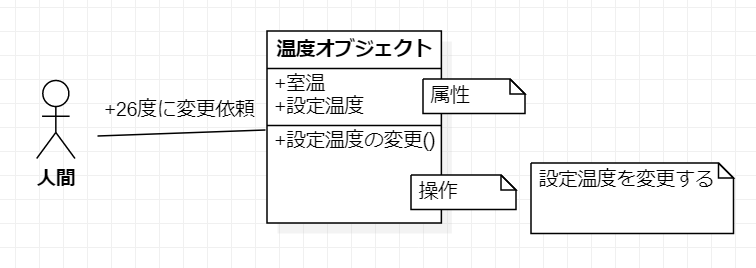 温度オブジェクト
+室温
+設定温度
属性
+26度に変更依頼
+設定温度の変更()
人間
操作
設定温度を変更する